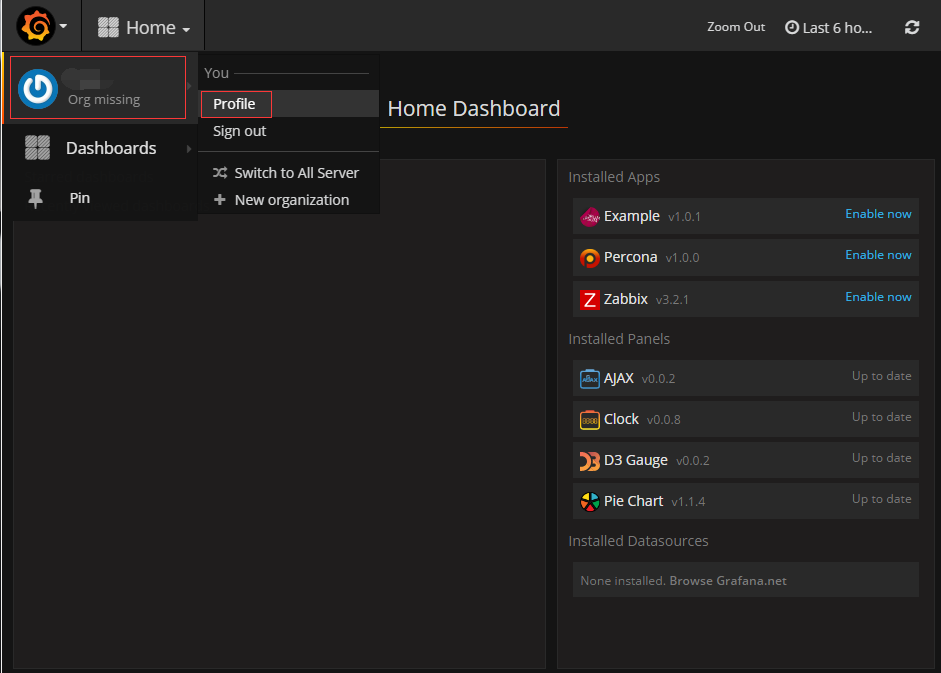 Home
Zoom Out
Last 6 ho...
Org missing
Dashboards
Pin
You
Profile
Sign out
Switch to All Server
New organization
Home Dashboard
Installed Apps
Example v1.0.1 Enable now
Percona v1.0.0 Enable now
Z Zabbix v3.2.1 Enable now
Installed Panels
AJAX AJAX v0.0.2 Up to date
Clock v0.0.8 Up to date
D3 D3 Gauge v0.0.2 Up to date
Pie Chart v1.1.4 Up to date
Installed Datasources
None installed. Browse Grafana.net